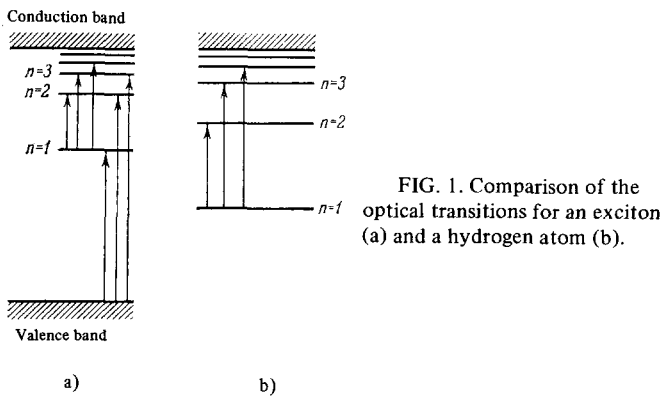 Conduction band
n=3
n=2
n=1
Valence band
a)
n=3
n=2
n=1
b)
FIG. 1. Comparison of the
optical transitions for an exciton
(a) and a hydrogen atom (b).